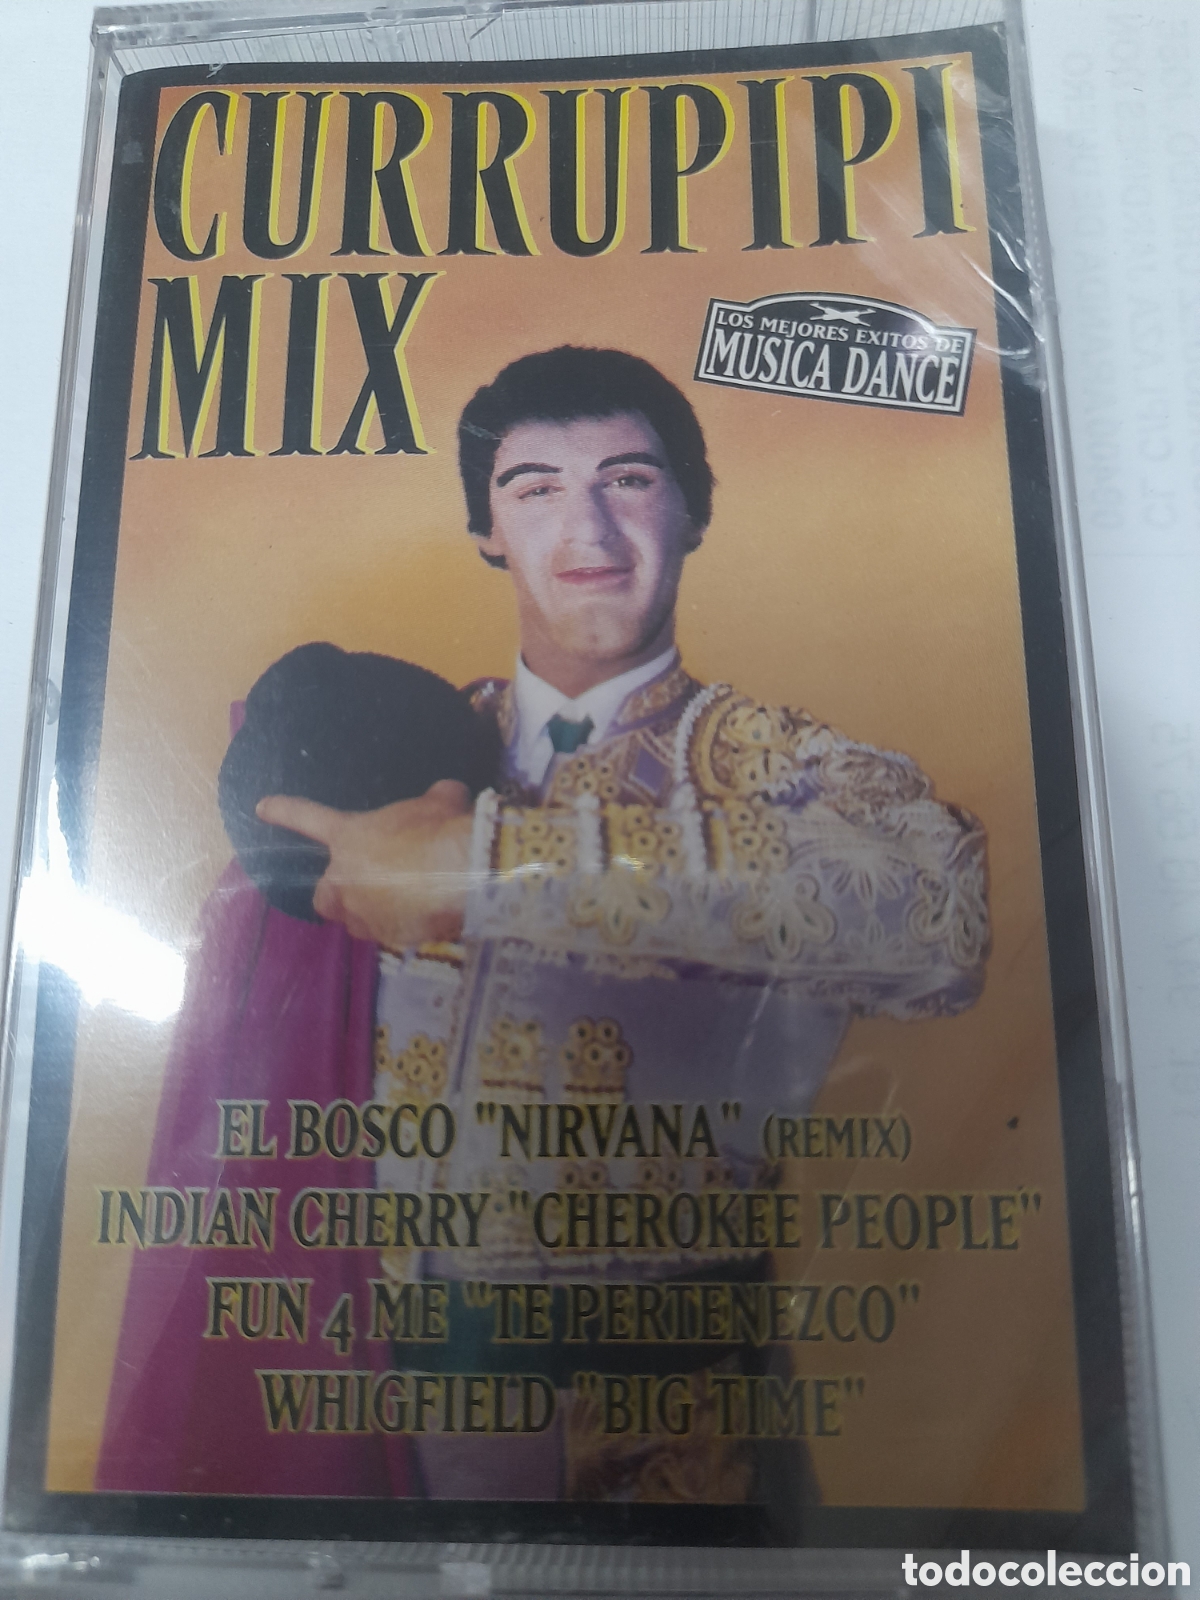 CURRUPIPI
MIX
LOS MEJORES EXITOS DE
MUSICA DANCE
EL BOSCO "NIRVANA" (REMIX)
INDIAN CHERRY "CHEROKEE PEOPLE"
FUN 4 ME "TE PERTENEZCO"
WHIGFIELD "BIG TIME"
todocoleccion